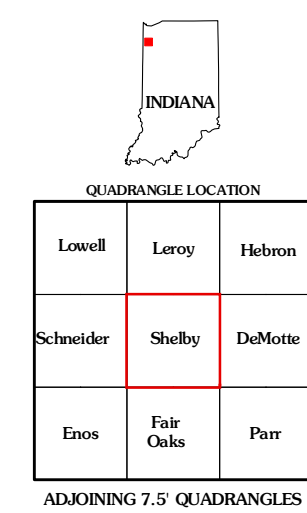 INDIANA
QUADRANGLE LOCATION
Lowell Leroy Hebron
Schneider Shelby DeMotte
Enos Fair Oaks Parr
ADJOINING 7.5' QUADRANGLES